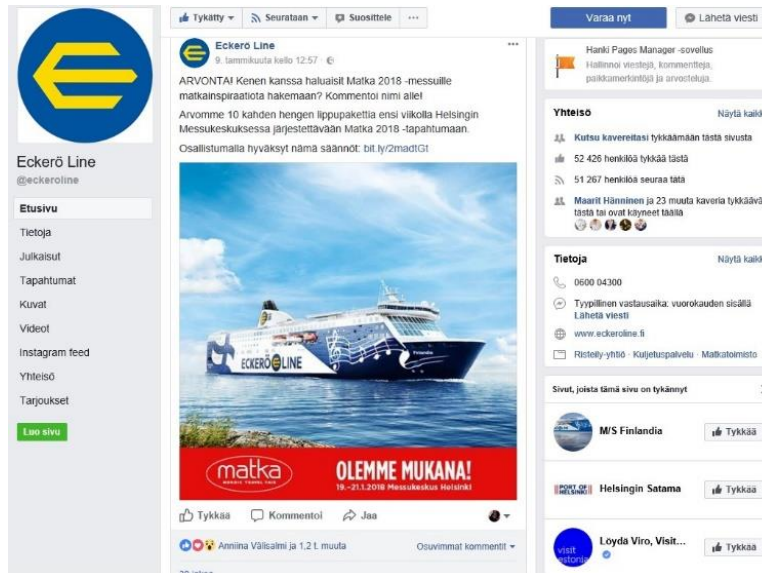 Tykätty
Seurataan
Suosittele
Varaa nyt
Lähetä viesti
Eckerö Line
@eckeroline
Etusivu
Tietoja
Julkaisut
Tapahtumat
Kuvat
Videot
Instagram feed
Yhteisö
Tarjoukset
Luo sivu
Eckerö Line
9. tammikuuta kello 12:57
ARVONTA! Kenen kanssa haluaisit Matka 2018 -messuille
matkainspiraatiota hakemaan? Kommentoi nimi alle!
Arvomme 10 kahden hengen lippupakettia ensi viikolla Helsingin
Messukeskuksessa järjestettävään Matka 2018 -tapahtumaan.
Osallistumalla hyväksyt nämä säännöt: bit.ly/2madtGt
ECKERÖ LINE
Finlandia
matka
NORDIC TRAVEL FAIR
OLEMME MUKANA!
19.–21.1.2018 Messukeskus Helsinki
Tykkää
Kommentoi
Jaa
Anniina Välisalmi ja 1,2 t. muuta
Osuvimmat kommentit
Hanki Pages Manager -sovellus
Hallinnoi viestejä, kommentteja,
paikkamerkintöjä ja arvosteluja.
Yhteisö
Näytä kaikk
Kutsu kavereitasi tykkäämään tästä sivusta
52 426 henkilöä tykkää tästä
51 267 henkilöä seuraa tätä
Maarit Hänninen ja 23 muuta kaveria tykkäävä
tästä tai ovat käyneet täällä
Tietoja
Näytä kaikk
0600 04300
Tyypillinen vastausaika: vuorokauden sisällä
Lähetä viesti
www.eckeroline.fi
Risteily-yhtiö · Kuljetuspalvelu · Matkatoimisto
Sivut, joista tämä sivu on tykännyt
M/S Finlandia
Tykkää
PORT OF
HELSINKI
Helsingin Satama
Tykkää
visit
estonia
Löydä Viro, Visit...
Tykkää